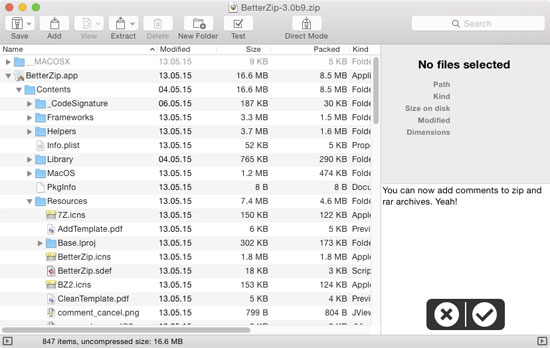 BetterZip-3.0b9.zip
Save Add View Extract Delete New Folder Test Direct Mode Search
Name Modified Size Packed Kind
__MACOSX 13.05.15 9 KB 5 KB Folde
BetterZip.app 13.05.15 16.6 MB 8.5 MB Appli
Contents 04.05.15 16.6 MB 8.5 MB Folde
_CodeSignature 06.05.15 187 KB 30 KB Folde
Frameworks 13.05.15 3.3 MB 1.5 MB Folde
Helpers 13.05.15 3.7 MB 1.6 MB Folde
Info.plist 13.05.15 52 KB 5 KB Prope
Library 04.05.15 765 KB 290 KB Folde
MacOS 13.05.15 1.2 MB 474 KB Folde
PkgInfo 13.05.15 8 B 8 B Docu
Resources 13.05.15 7.4 MB 4.6 MB Folde
7Z.icns 13.05.15 150 KB 122 KB Apple
AddTemplate.pdf 13.05.15 6 KB 5 KB Previ
Base.lproj 13.05.15 302 KB 173 KB Folde
BetterZip.icns 13.05.15 1.8 MB 1.8 MB Apple
BetterZip.sdef 13.05.15 18 KB 3 KB Script
BZ2.icns 13.05.15 153 KB 124 KB Apple
CleanTemplate.pdf 13.05.15 5 KB 4 KB Previ
comment_cancel.png 13.05.15 799 B 804 B JView
847 items, uncompressed size: 16.6 MB
No files selected
Path
Kind
Size on disk
Modified
Dimensions
You can now add comments to zip and
rar archives. Yeah!